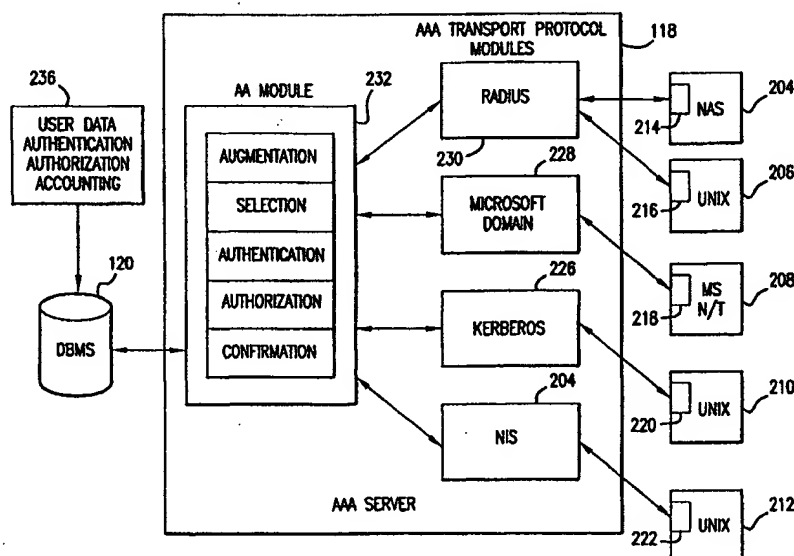 AAA TRANSPORT PROTOCOL
MODULES
118
236
AA MODULE
232
USER DATA
AUTHENTICATION
AUTHORIZATION
ACCOUNTING
AUGMENTATION
SELECTION
AUTHENTICATION
AUTHORIZATION
CONFIRMATION
120
DBMS
RADIUS
230
228
MICROSOFT
DOMAIN
226
KERBEROS
204
NIS
AAA SERVER
NAS
204
214
UNIX
206
216
MS
N/T
208
218
UNIX
210
220
UNIX
212
222